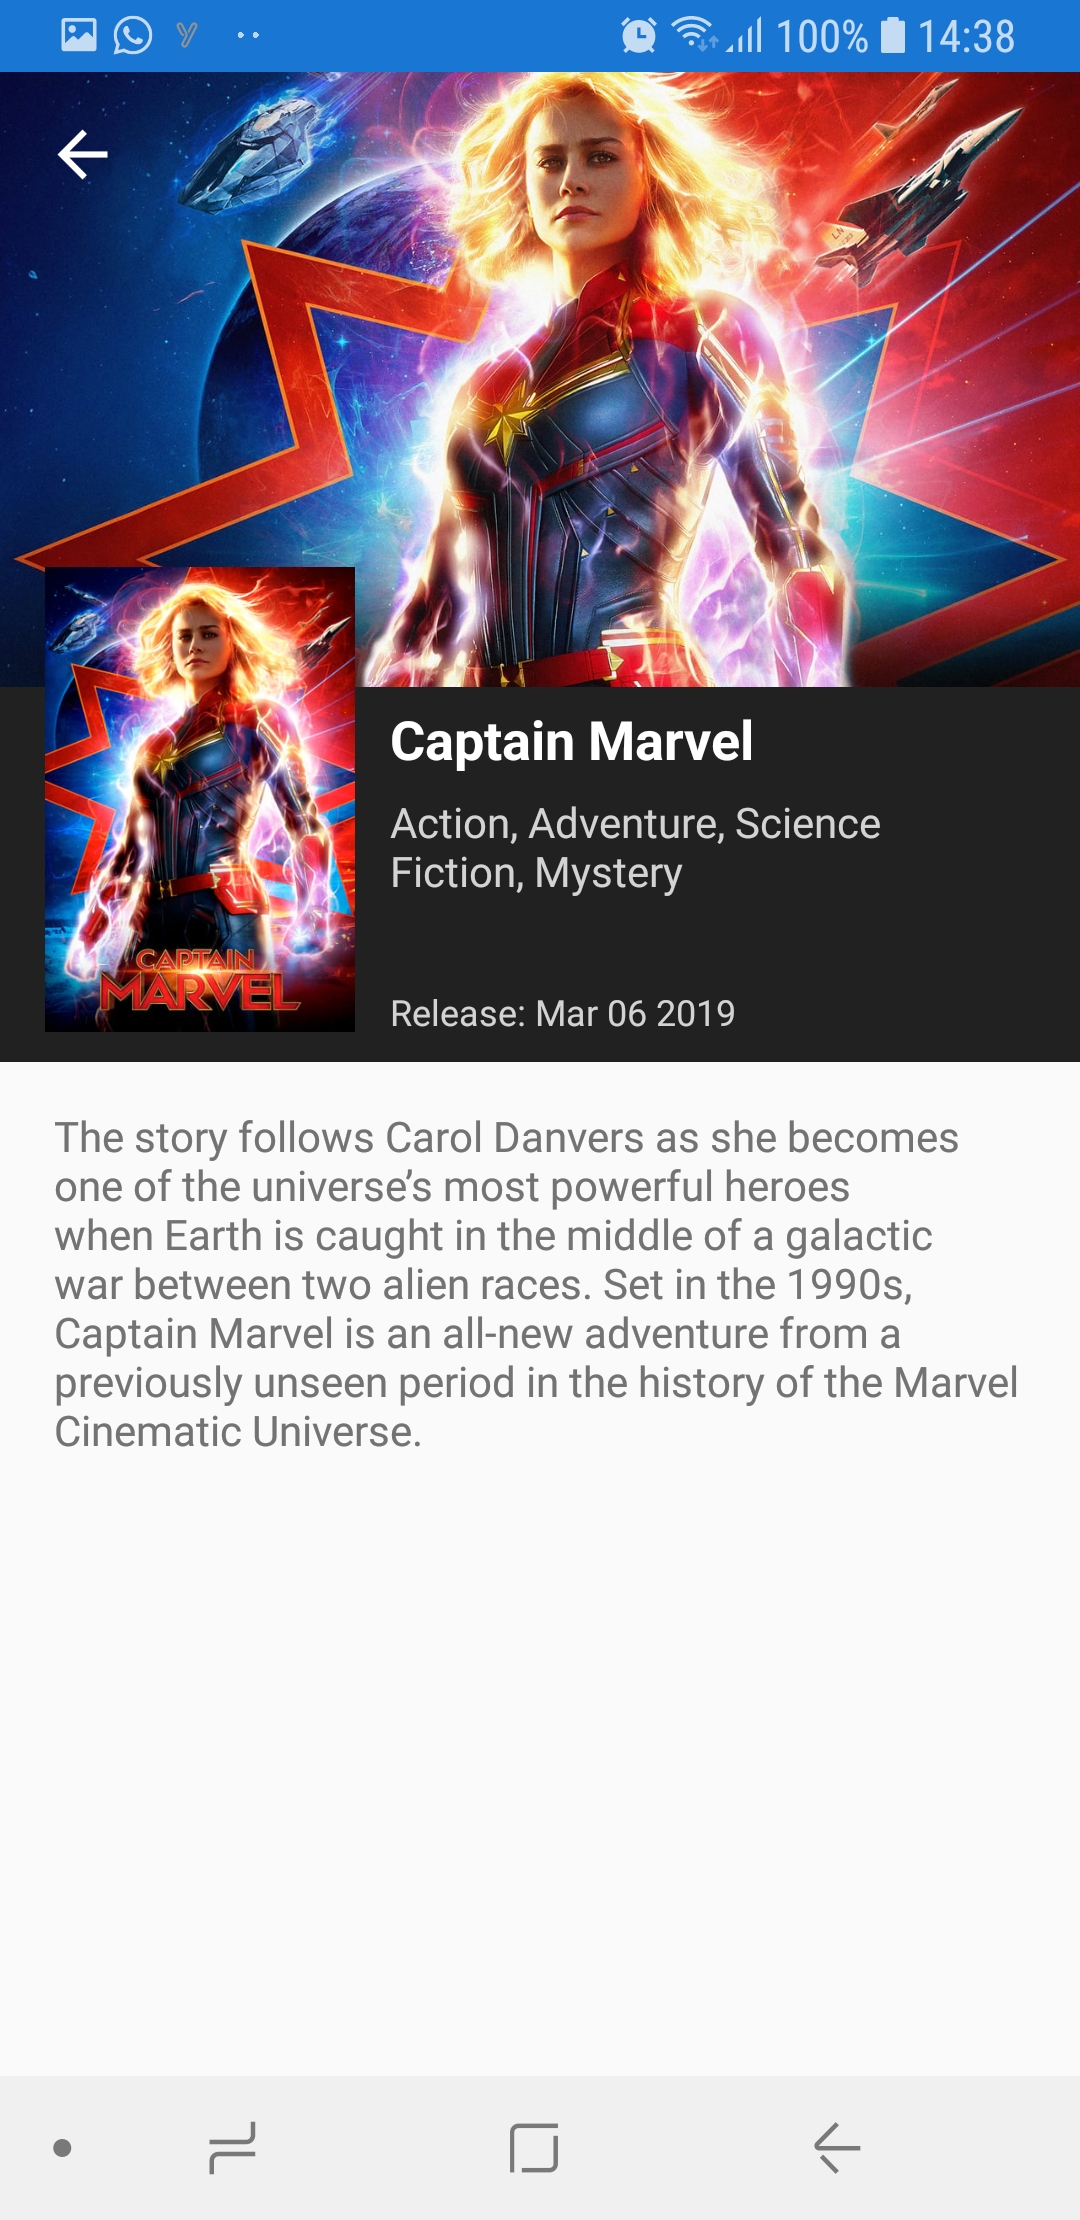 100% 14:38
CAPTAIN
MARVEL
Captain Marvel
Action, Adventure, Science
Fiction, Mystery
Release: Mar 06 2019
The story follows Carol Danvers as she becomes
one of the universe’s most powerful heroes
when Earth is caught in the middle of a galactic
war between two alien races. Set in the 1990s,
Captain Marvel is an all-new adventure from a
previously unseen period in the history of the Marvel
Cinematic Universe.